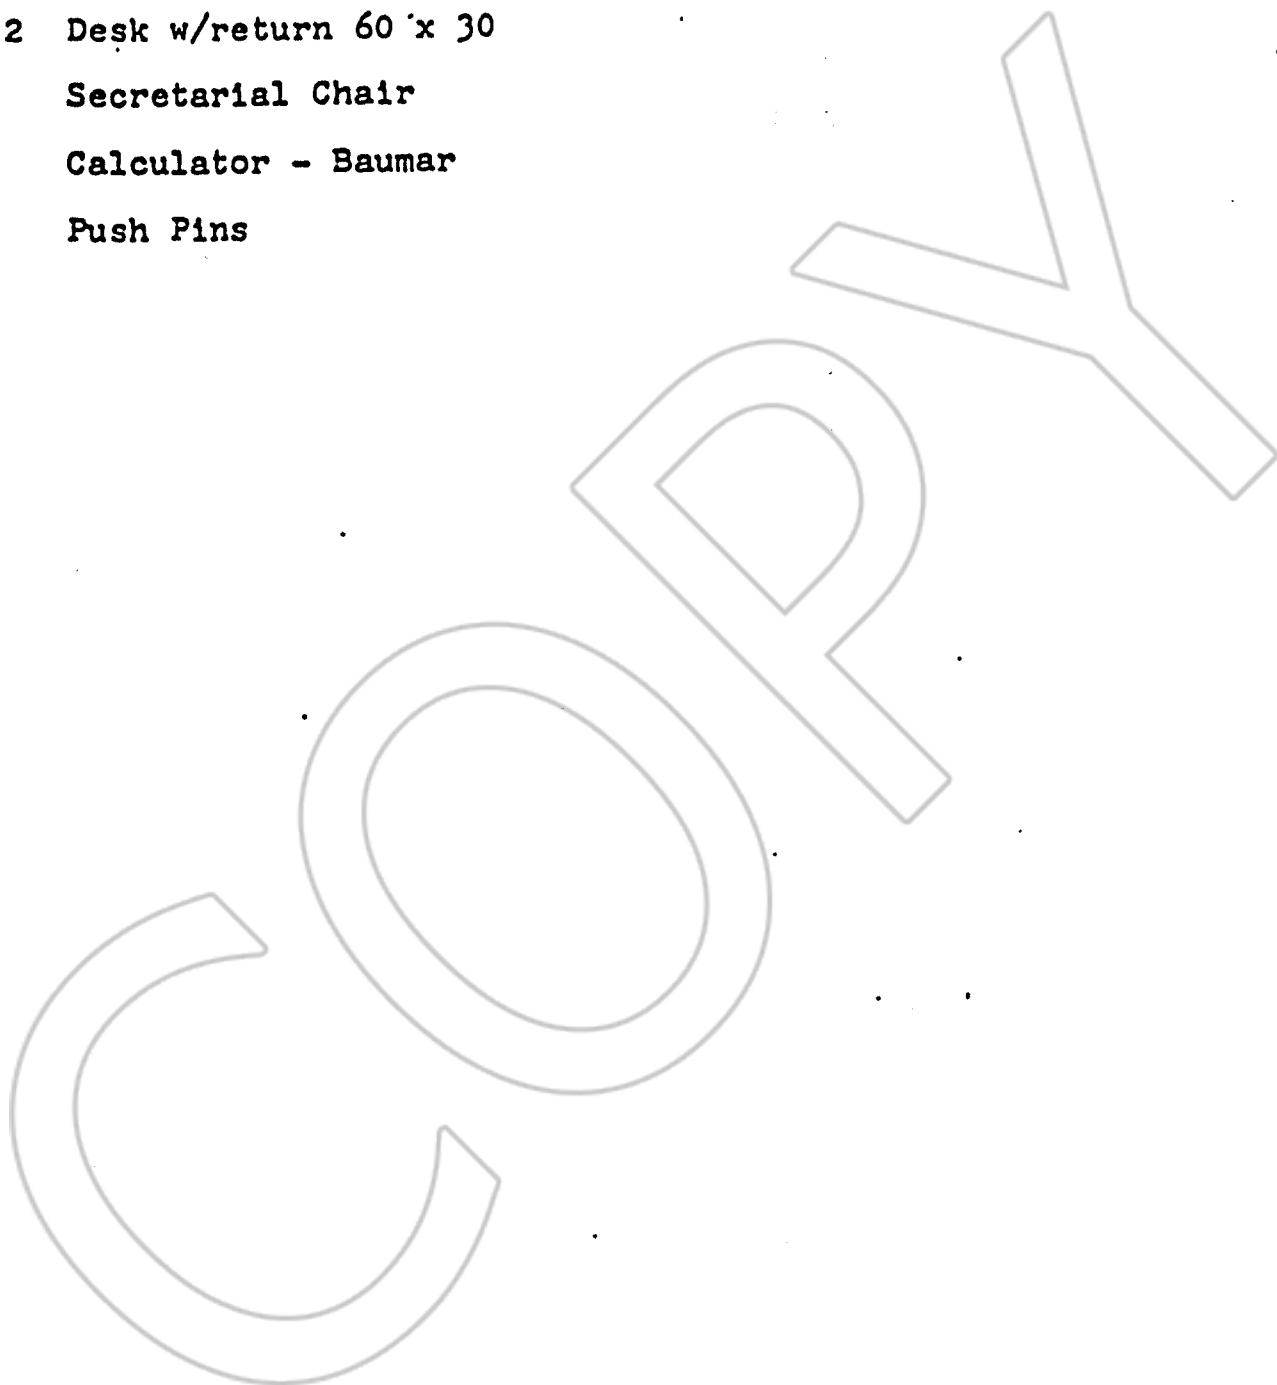 2 Desk w/return 60 x 30
Secretarial Chair
Calculator - Baumar
Push Pins
COPY